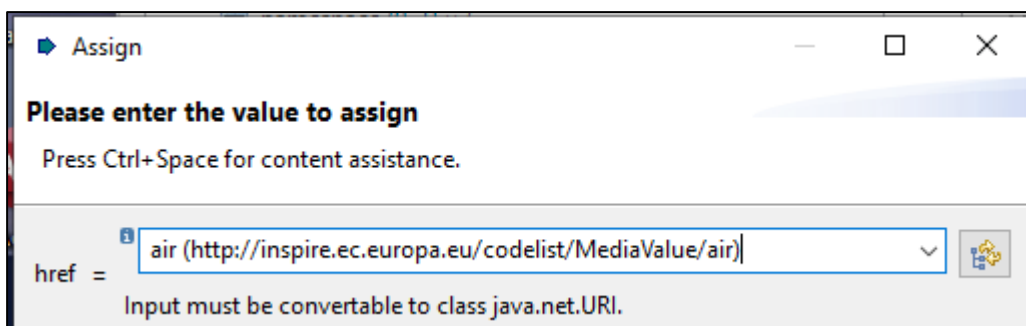 Assign
Please enter the value to assign
Press Ctrl+Space for content assistance.
href = air (http://inspire.ec.europa.eu/codelist/MediaValue/air)
Input must be convertable to class java.net.URI.